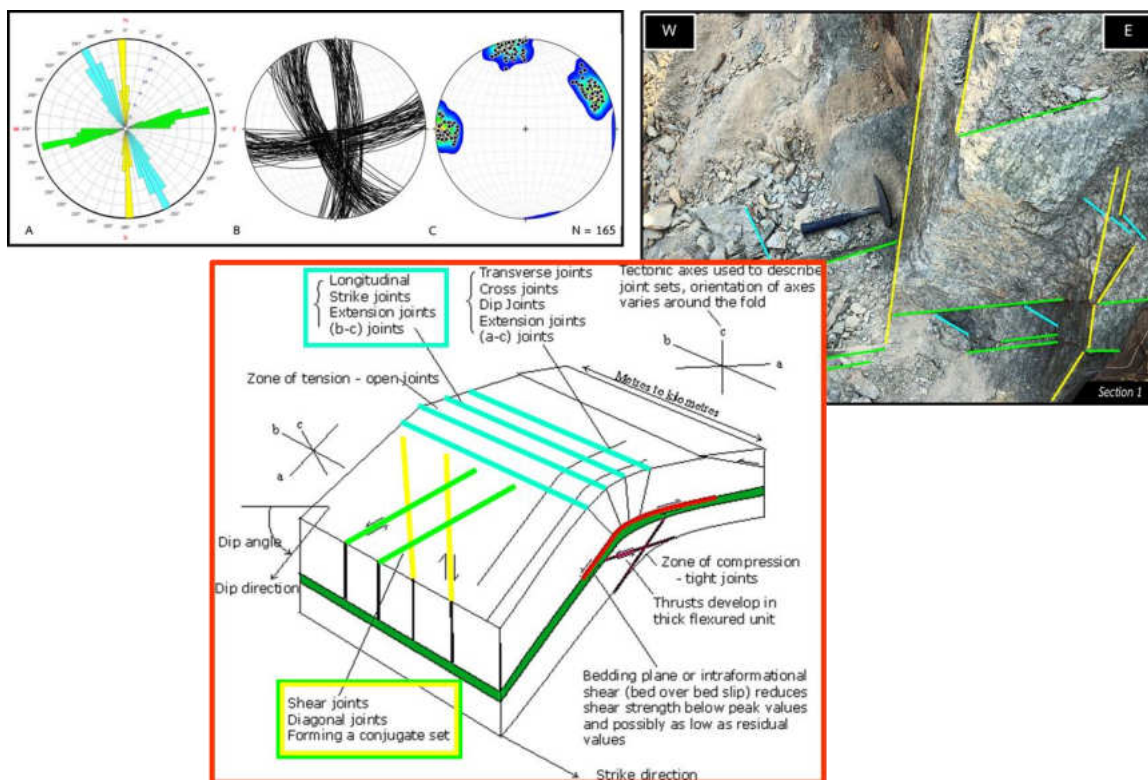 A
B
C
N = 165
W
E
Section 1
Longitudinal
Strike joints
Extension joints
(b-c) joints
Transverse joints
Cross joints
Dip Joints
Extension joints
(a-c) joints
Tectonic axes used to describe
joint sets, orientation of axes
varies around the fold
c
b
a
Zone of tension - open joints
Metres to kilometres
c
b
a
Dip angle
Dip direction
Zone of compression
- tight joints
Thrusts develop in
thick flexured unit
Shear joints
Diagonal joints
Forming a conjugate set
Bedding plane or intraformational
shear (bed over bed slip) reduces
shear strength below peak values
and possibly as low as residual
values
Strike direction